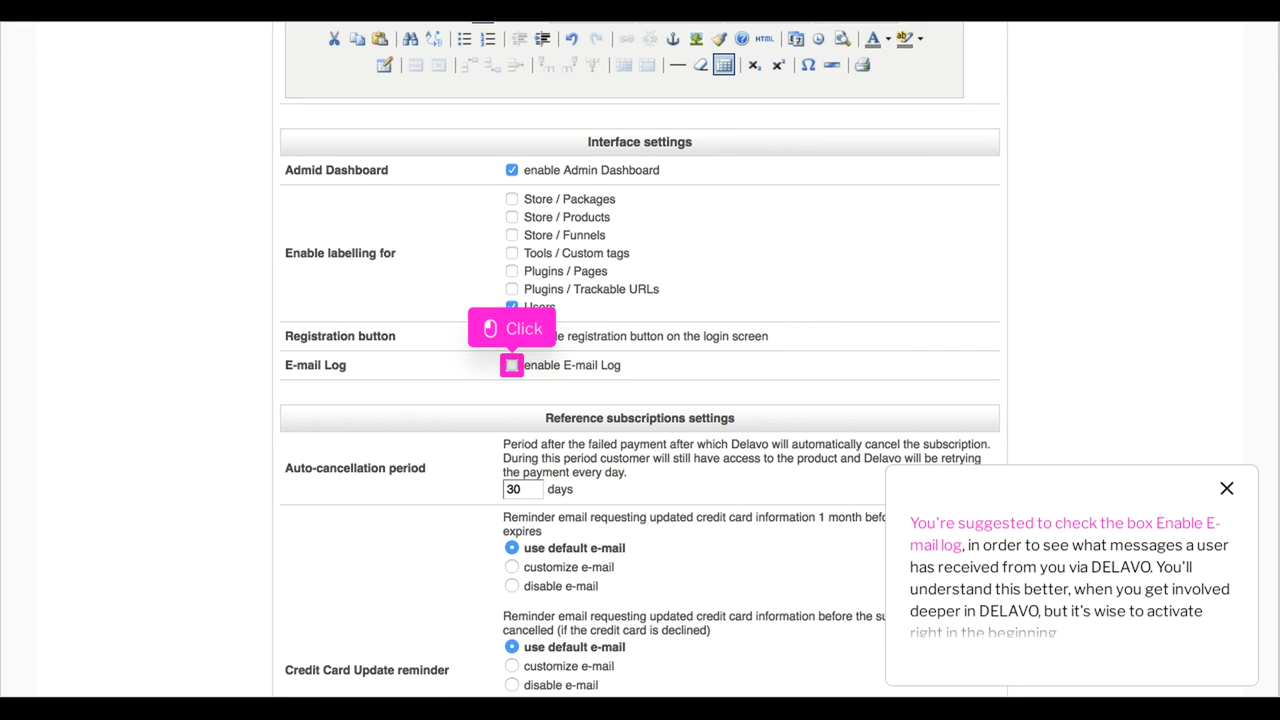 HTML
Interface settings
Admid Dashboard
enable Admin Dashboard
Store / Packages
Store / Products
Store / Funnels
Enable labelling for
Tools / Custom tags
Plugins / Pages
Plugins / Trackable URLs
Users
Click
Registration button
registration button on the login screen
E-mail Log
enable E-mail Log
Reference subscriptions settings
Auto-cancellation period
Period after the failed payment after which Delavo will automatically cancel the subscription.
During this period customer will still have access to the product and Delavo will be retrying
the payment every day.
30 days
Reminder email requesting updated credit card information 1 month
expires
use default e-mail
customize e-mail
disable e-mail
Reminder email requesting updated credit card information before the
cancelled (if the credit card is declined)
use default e-mail
Credit Card Update reminder
customize e-mail
disable e-mail
You're suggested to check the box Enable E-
mail log, in order to see what messages a user
has received from you via DELAVO. You'll
understand this better, when you get involved
deeper in DELAVO, but it's wise to activate
right in the beginning.